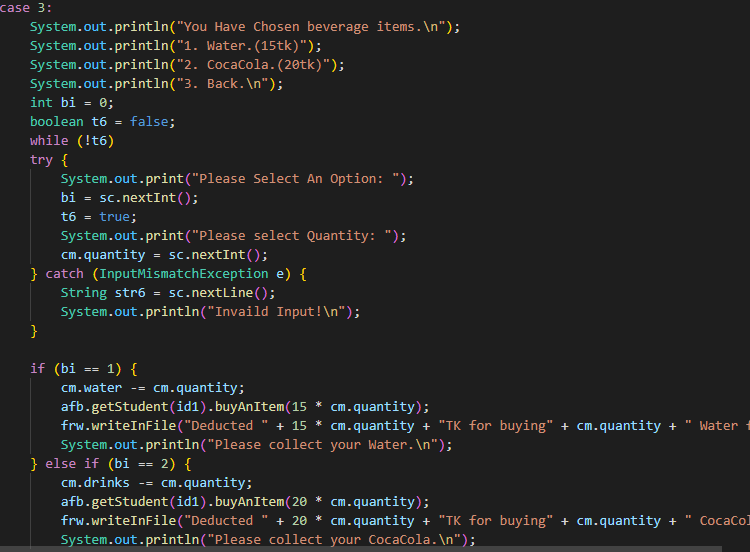 case 3:
System.out.println("You Have Chosen beverage items.\n");
System.out.println("1. Water.(15tk)");
System.out.println("2. CocaCola.(20tk)");
System.out.println("3. Back.\n");
int bi = 0;
boolean t6 = false;
while (!t6)
try {
System.out.print("Please Select An Option: ");
bi = sc.nextInt();
t6 = true;
System.out.print("Please select Quantity: ");
cm.quantity = sc.nextInt();
} catch (InputMismatchException e) {
String str6 = sc.nextLine();
System.out.println("Invaild Input!\n");
}
if (bi == 1) {
cm.water -= cm.quantity;
afb.getStudent(id1).buyAnItem(15 * cm.quantity);
frw.writeInFile("Deducted " + 15 * cm.quantity + "TK for buying" + cm.quantity + " Water
System.out.println("Please collect your Water.\n");
} else if (bi == 2) {
cm.drinks -= cm.quantity;
afb.getStudent(id1).buyAnItem(20 * cm.quantity);
frw.writeInFile("Deducted " + 20 * cm.quantity + "TK for buying" + cm.quantity + " CocaCol
System.out.println("Please collect your CocaCola.\n");